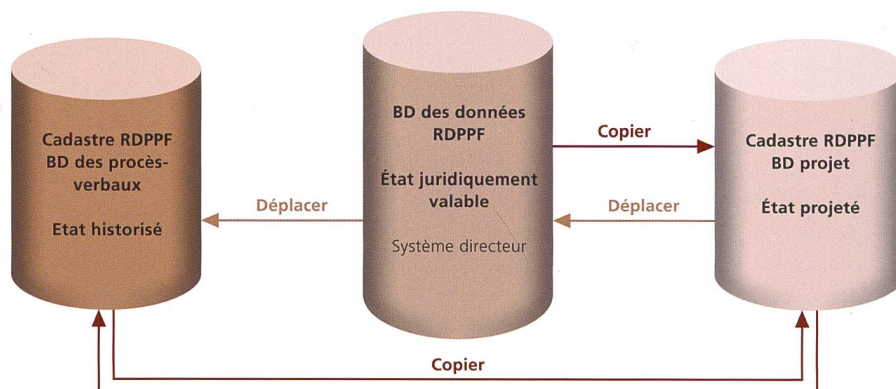 Cadastre RDPPF
BD des procès-
verbaux
Etat historisé
Déplacer
BD des données
RDPPF
État juridiquement
valable
Système directeur
Copier
Déplacer
Cadastre RDPPF
BD projet
État projeté
Copier